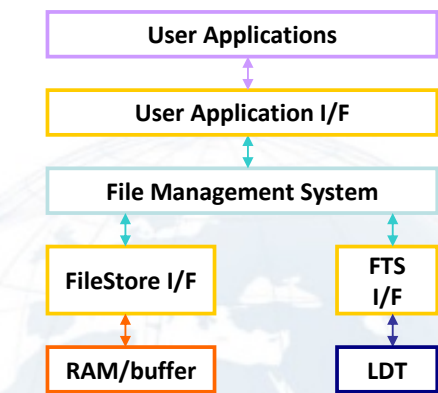 User Applications
User Application I/F
File Management System
FileStore I/F
FTS
I/F
RAM/buffer
LDT